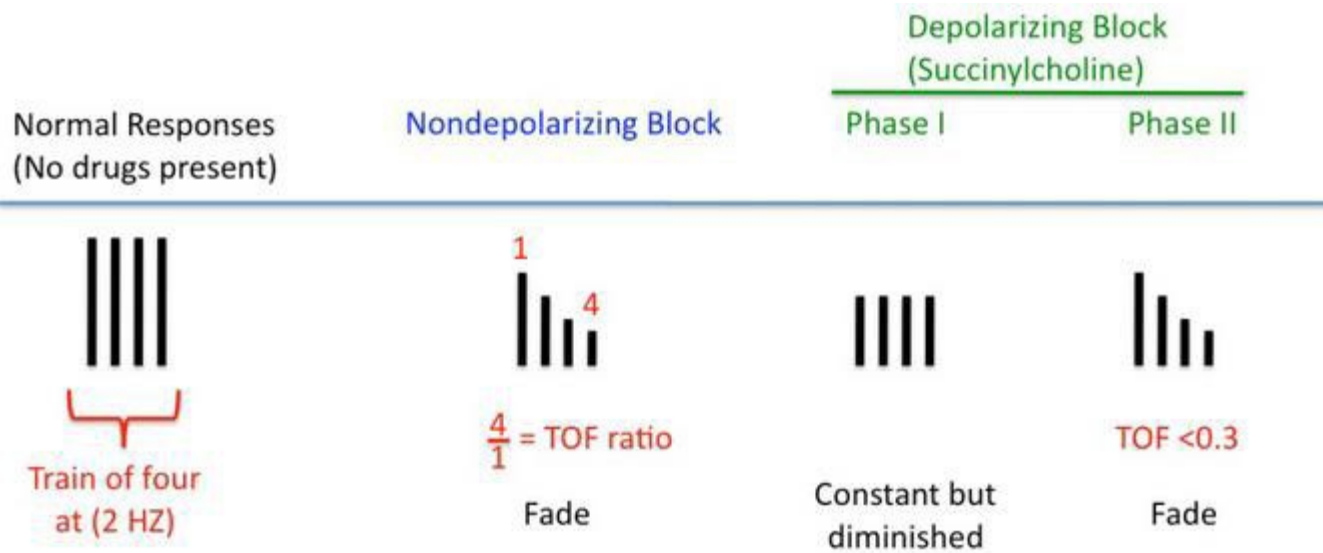 Depolarizing Block
(Succinylcholine)
Normal Responses
(No drugs present)
Nondepolarizing Block
Phase I
Phase II
1
4
4/1 = TOF ratio
TOF <0.3
Train of four
at (2 HZ)
Fade
Constant but
diminished
Fade